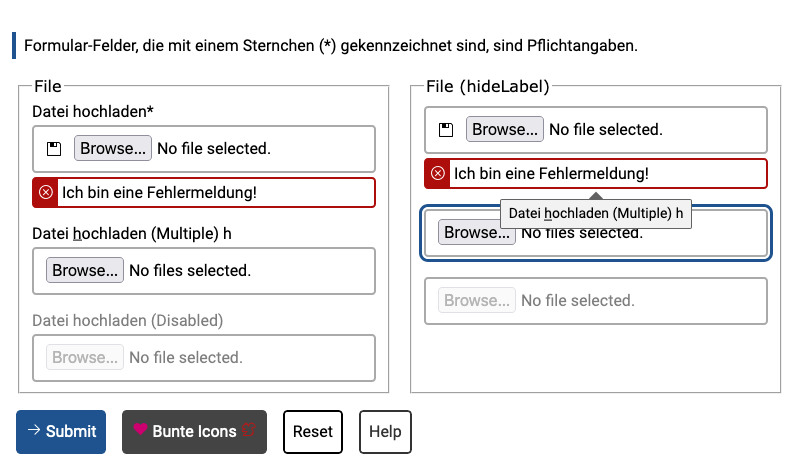 Formular-Felder, die mit einem Sternchen (*) gekennzeichnet sind, sind Pflichtangaben.
File
Datei hochladen*
Browse... No file selected.
Ich bin eine Fehlermeldung!
Datei hochladen (Multiple) h
Browse... No files selected.
Datei hochladen (Disabled)
Browse... No file selected.
File (hideLabel)
Browse... No file selected.
Ich bin eine Fehlermeldung!
Datei hochladen (Multiple) h
Browse... No files selected.
Browse... No file selected.
Submit Bunte Icons Reset Help